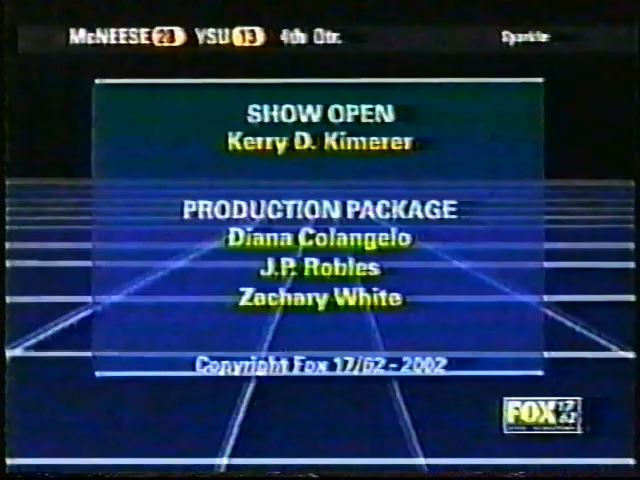 McNEESE YSU 13 4th Qtr.
SHOW OPEN
Kerry D. Kimerer
PRODUCTION PACKAGE
Diana Colangelo
J.P. Robles
Zachary White
Copyright Fox 17/62 - 2002
FOX 17 62